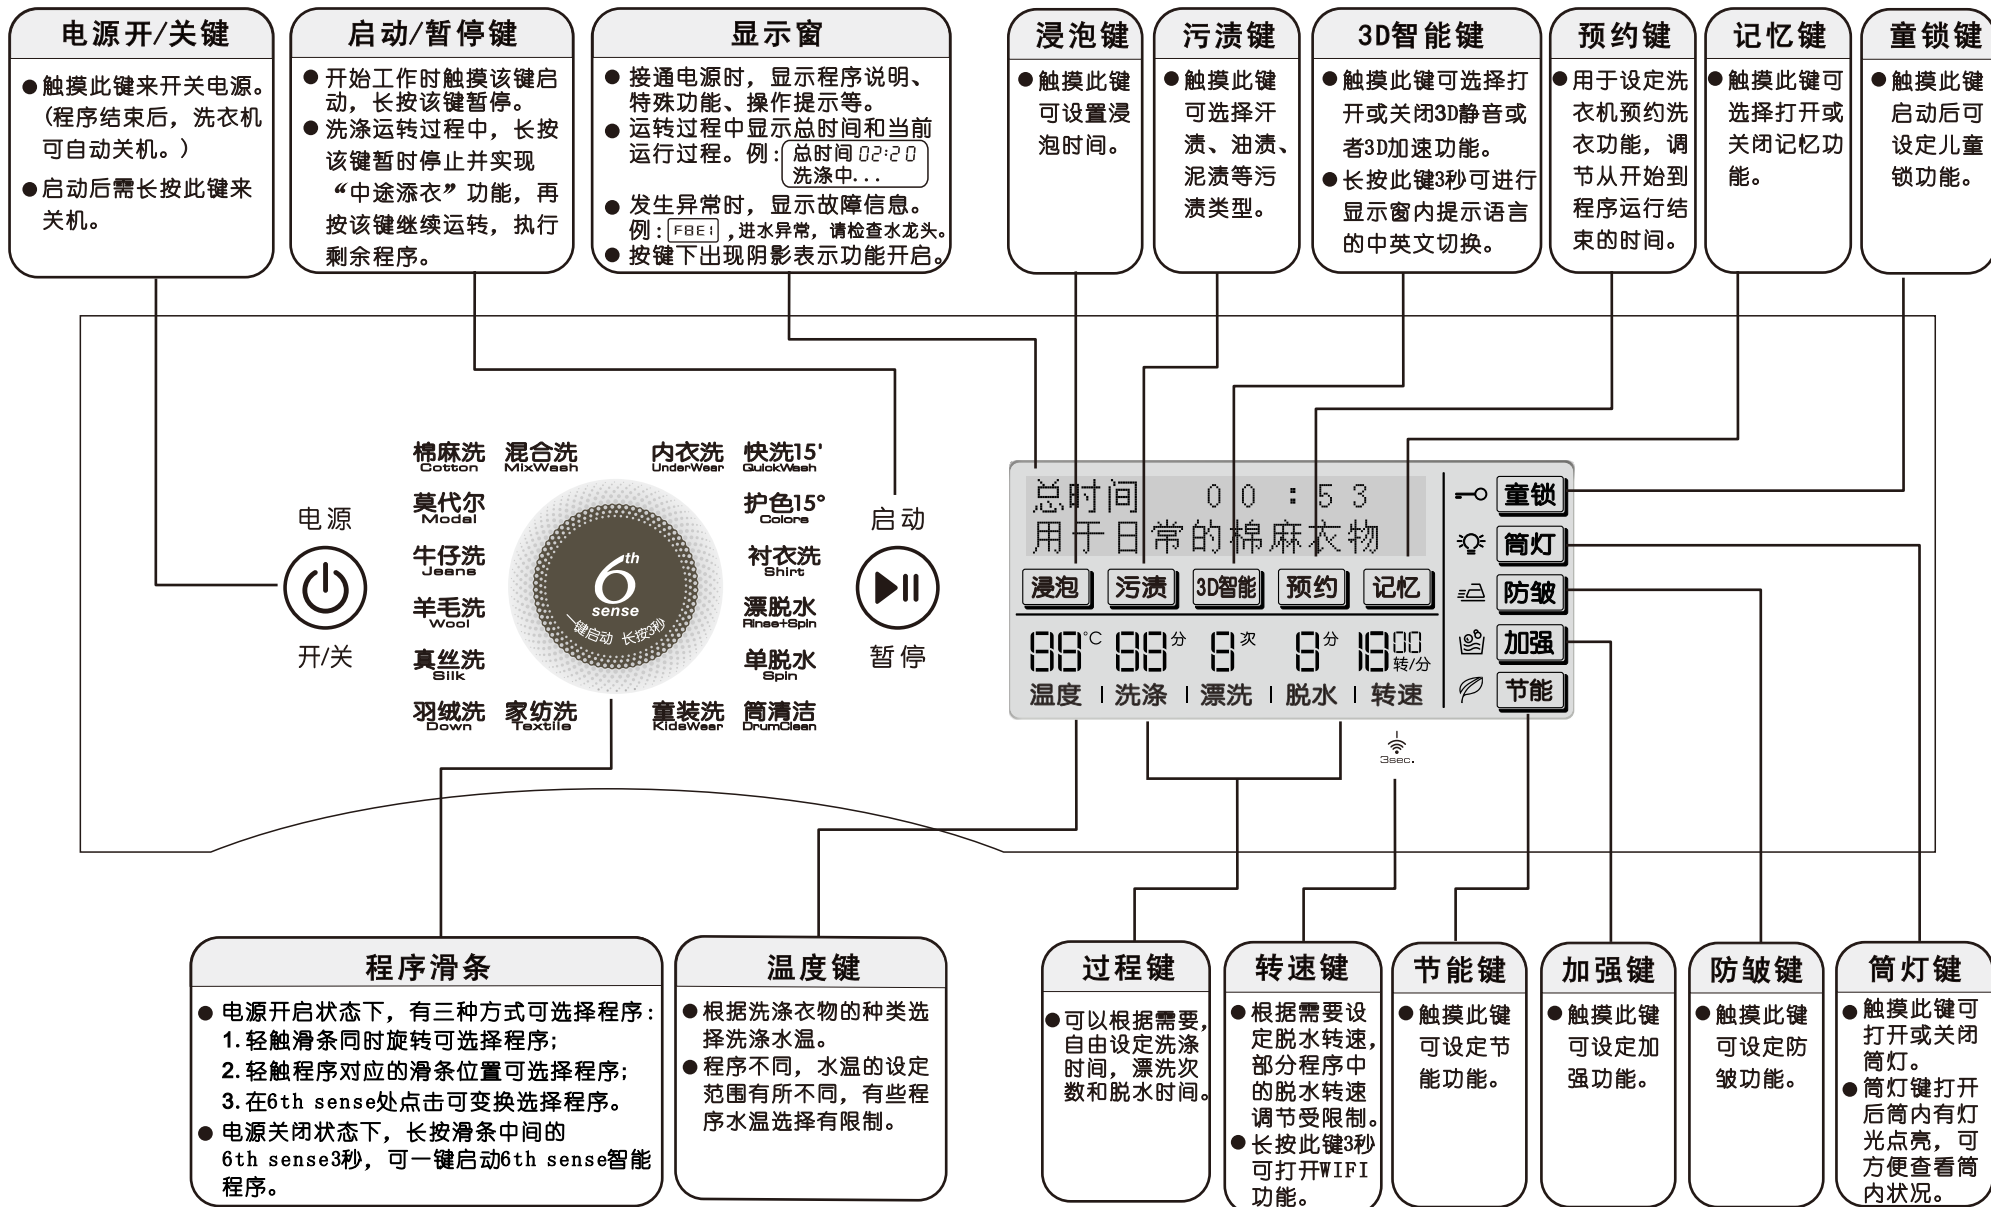 电源开/关键
●触摸此键来开关电源。
(程序结束后，洗衣机
可自动关机。)
●启动后需长按此键来
关机。
启动/暂停键
●开始工作时触摸该键启
动，长按该键暂停。
●洗涤运转过程中，长按
该键暂时停止并实现
“中途添衣”功能，再
按该键继续运转，执行
剩余程序。
显示窗
●接通电源时，显示程序说明、
特殊功能、操作提示等。
●运转过程中显示总时间和当前
运行过程。例:总时间 02:20
洗涤中...
●发生异常时，显示故障信息。
例:F8E1,进水异常，请检查水龙头。
●按键下出现阴影表示功能开启。
浸泡键
●触摸此键
可设置浸
泡时间。
污渍键
●触摸此键
可选择汗
渍、油渍、
泥渍等污
渍类型。
3D智能键
●触摸此键可选择打
开或关闭3D静音或
者3D加速功能。
●长按此键3秒可进行
显示窗内提示语言
的中英文切换。
预约键
●用于设定洗
衣机预约洗
衣功能，调
节从开始到
程序运行结
束的时间。
记忆键
●触摸此键可
选择打开或
关闭记忆功
能。
童锁键
●触摸此键
启动后可
设定儿童
锁功能。
电源
开/关
棉麻洗
Cotton
混合洗
MixWash
内衣洗
UnderWear
快洗15'
QuickWash
莫代尔
Modal
护色15°
Colors
牛仔洗
Jeans
衬衣洗
Shirt
羊毛洗
Wool
漂脱水
Rinse+Spin
真丝洗
Silk
单脱水
Spin
羽绒洗
Down
家纺洗
Textile
童装洗
KidsWear
筒清洁
DrumClean
6th
sense
一键启动 长按3秒
启动
暂停
总时间 00:53
用于日常的棉麻衣物
浸泡 污渍 3D智能 预约 记忆
88°C 88分 8次 8分 1800转/分
温度 洗涤 漂洗 脱水 转速
童锁
筒灯
防皱
加强
节能
3sec.
程序滑条
●电源开启状态下，有三种方式可选择程序:
1.轻触滑条同时旋转可选择程序;
2.轻触程序对应的滑条位置可选择程序;
3.在6th sense处点击可变换选择程序。
●电源关闭状态下，长按滑条中间的
6th sense3秒，可一键启动6th sense智能
程序。
温度键
●根据洗涤衣物的种类选
择洗涤水温。
●程序不同，水温的设定
范围有所不同，有些程
序水温选择有限制。
过程键
●可以根据需要，
自由设定洗涤
时间，漂洗次
数和脱水时间。
转速键
●根据需要设
定脱水转速，
部分程序中
的脱水转速
调节受限制。
●长按此键3秒
可打开WIFI
功能。
节能键
●触摸此键
可设定节
能功能。
加强键
●触摸此键
可设定加
强功能。
防皱键
●触摸此键
可设定防
皱功能。
筒灯键
●触摸此键可
打开或关闭
筒灯。
●筒灯键打开
后筒内有灯
光点亮，可
方便查看筒
内状况。